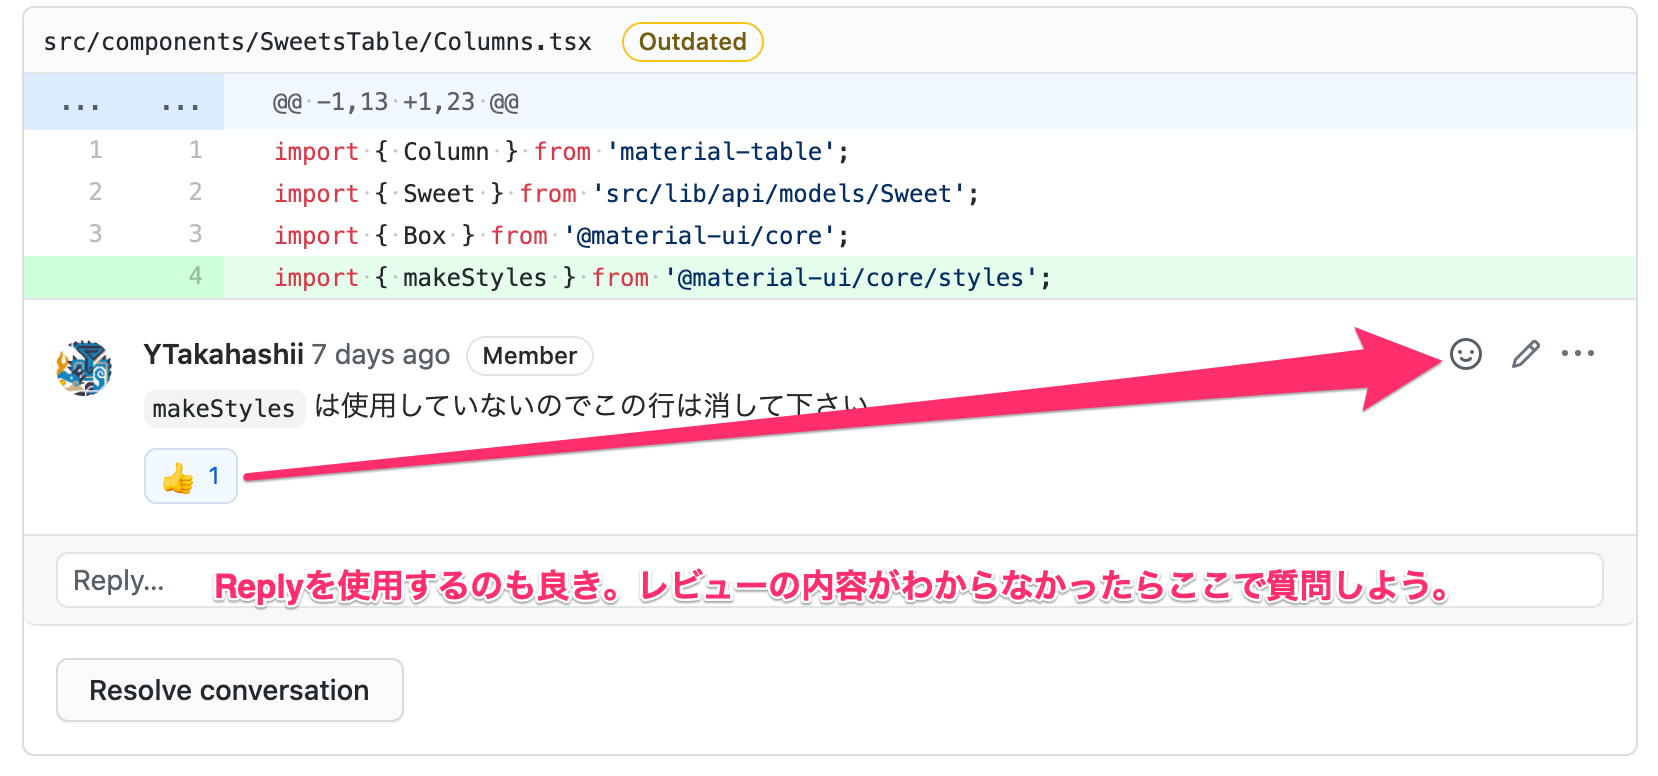 src/components/SweetsTable/Columns.tsx Outdated
... ... @@ -1,13 +1,23 @@
1 1 import { Column } from 'material-table';
2 2 import { Sweet } from 'src/lib/api/models/Sweet';
3 3 import { Box } from '@material-ui/core';
4 import { makeStyles } from '@material-ui/core/styles';
YTakahashii 7 days ago Member
makeStyles は使用していないのでこの行は消して下さい
👍 1
Reply... Replyを使用するのも良き。レビューの内容がわからなかったらここで質問しよう。
Resolve conversation